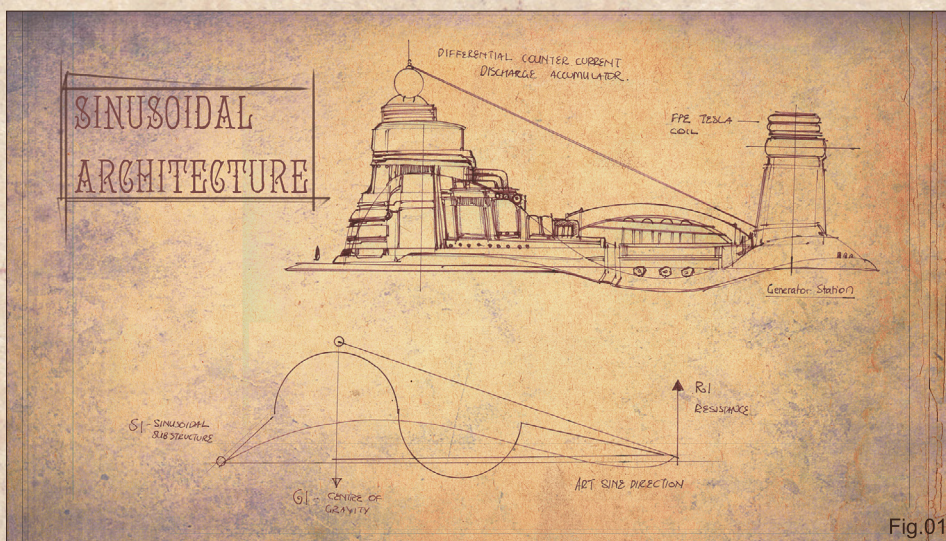 SINUSOIDAL
ARCHITECTURE
DIFFERENTIAL COUNTER CURRENT
DISCHARGE ACCUMULATOR.
FPE TESLA
COIL
Generator Station
R1
RESISTANCE
S1 - SINUSOIDAL
SUBSTRUCTURE
ART SINE DIRECTION
G1 - CENTRE OF
GRAVITY
Fig.01